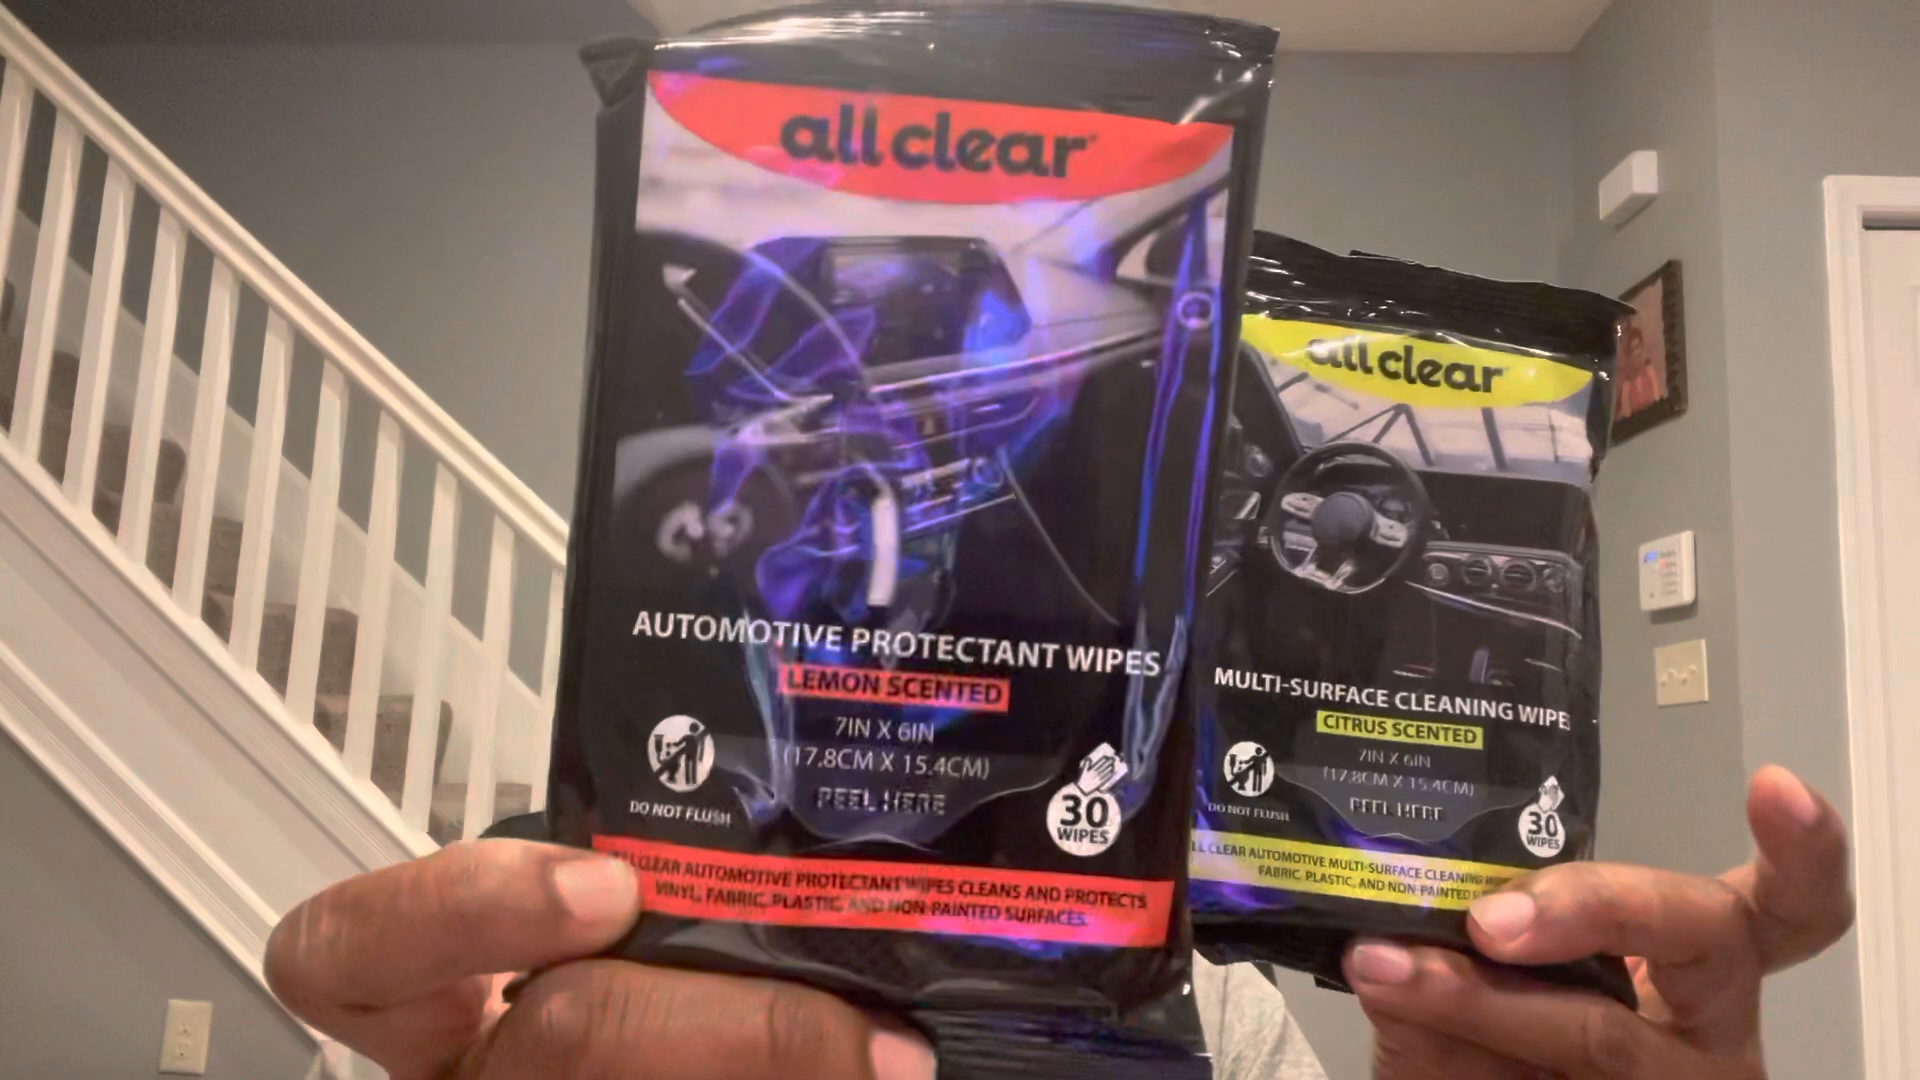 all clear
AUTOMOTIVE PROTECTANT WIPES
LEMON SCENTED
7IN X 6IN
(17.8CM X 15.4CM)
PEEL HERE
DO NOT FLUSH
30
WIPES
CLEAR AUTOMOTIVE PROTECTANT WIPES CLEANS AND PROTECTS
VINYL, FABRIC, PLASTIC, AND NON-PAINTED SURFACES.
all clear
MULTI-SURFACE CLEANING WIPE
CITRUS SCENTED
7IN X 6IN
(17.8CM X 15.4CM)
PEEL HERE
DO NOT FLUSH
30
WIPES
CLEAR AUTOMOTIVE MULTI-SURFACE CLEANING
FABRIC, PLASTIC, AND NON-PAINTED